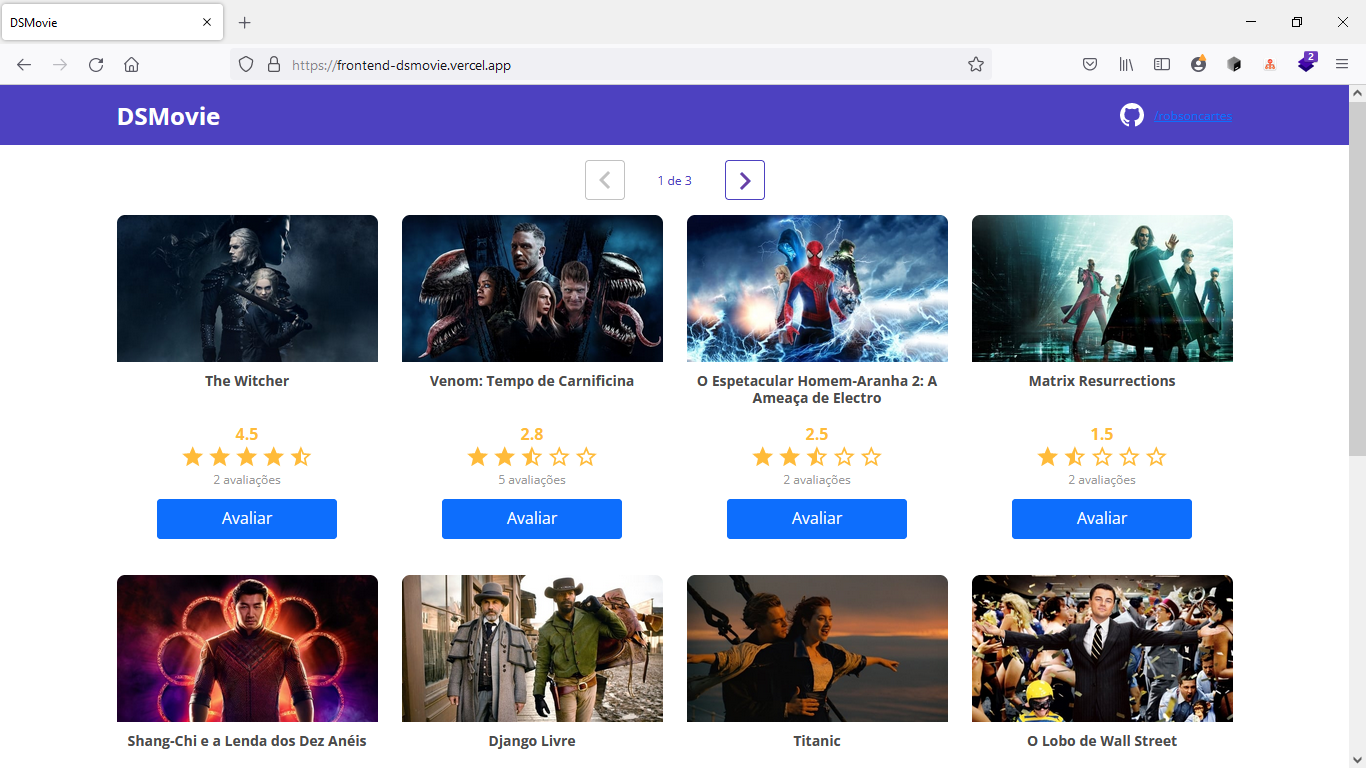 DSMovie
https://frontend-dsmovie.vercel.app
2
DSMovie
/robsoncartes
1 de 3
The Witcher
Venom: Tempo de Carnificina
O Espetacular Homem-Aranha 2: A
Ameaça de Electro
Matrix Resurrections
4.5
2.8
2.5
1.5
2 avaliações
5 avaliações
2 avaliações
2 avaliações
Avaliar
Avaliar
Avaliar
Avaliar
Shang-Chi e a Lenda dos Dez Anéis
Django Livre
Titanic
O Lobo de Wall Street